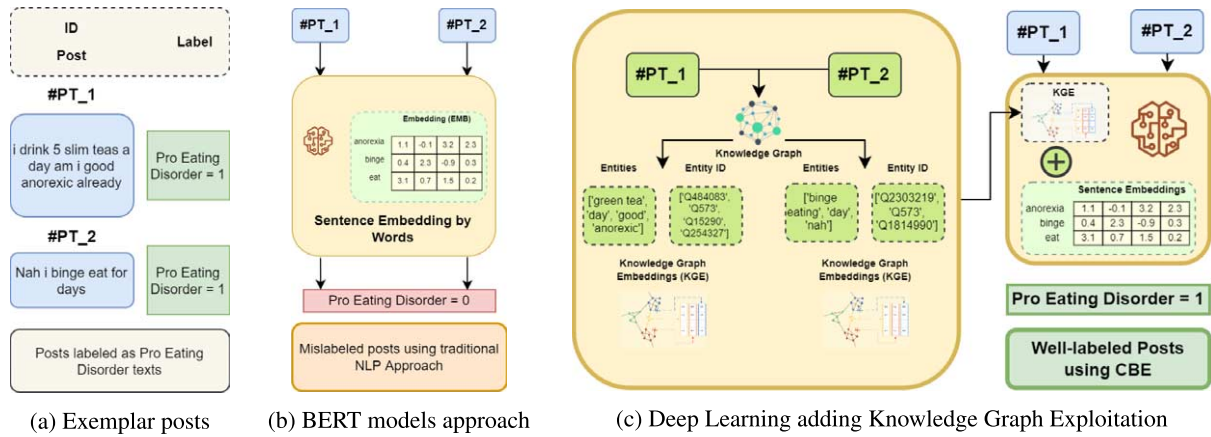 ID
Post
Label
#PT_1
i drink 5 slim teas a
day am i good
anorexic already
Pro Eating
Disorder = 1
#PT_2
Nah i binge eat for
days
Pro Eating
Disorder = 1
Posts labeled as Pro Eating
Disorder texts
(a) Exemplar posts
#PT_1
#PT_2
Embedding (EMB)
anorexia 1.1 -0.1 3.2 2.3
binge 0.4 2.3 -0.9 0.3
eat 3.1 0.7 1.5 0.2
Sentence Embedding by
Words
Pro Eating Disorder = 0
Mislabeled posts using traditional
NLP Approach
(b) BERT models approach
#PT_1
#PT_2
Knowledge Graph
Entities
Entity ID
['green tea',
'day', 'good',
'anorexic']
['Q484083',
'Q573',
'Q15290',
'Q254327']
Knowledge Graph
Embeddings (KGE)
Entities
Entity ID
['binge
eating', 'day',
'nah']
['Q2303219',
'Q573',
'Q1814990']
Knowledge Graph
Embeddings (KGE)
#PT_1
#PT_2
KGE
Sentence Embeddings
anorexia 1.1 -0.1 3.2 2.3
binge 0.4 2.3 -0.9 0.3
eat 3.1 0.7 1.5 0.2
Pro Eating Disorder = 1
Well-labeled Posts
using CBE
(c) Deep Learning adding Knowledge Graph Exploitation